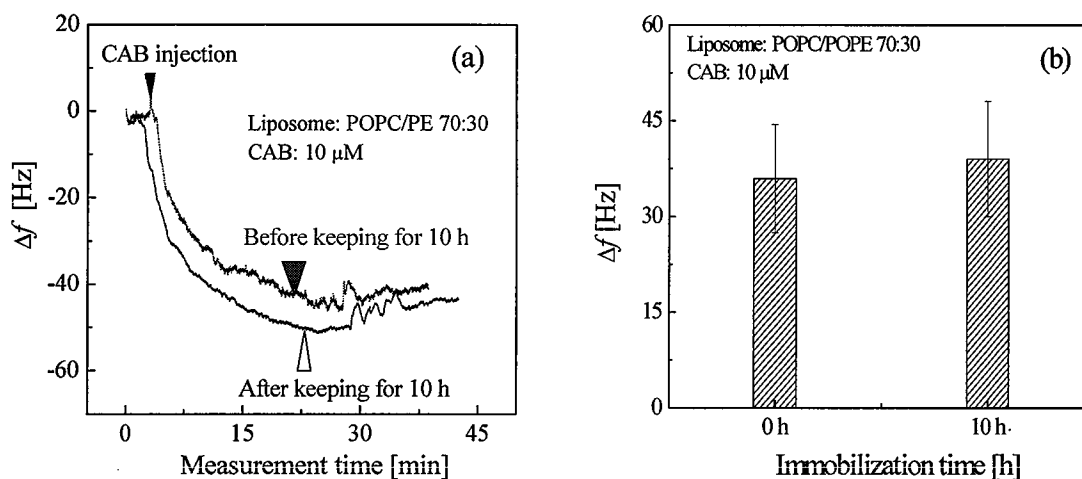 20
0
-20
-40
-60
Δf [Hz]
CAB injection
(a)
Liposome: POPC/PE 70:30
CAB: 10 μM
Before keeping for 10 h
After keeping for 10 h
0
15
30
45
Measurement time [min]
60
45
30
15
0
Δf [Hz]
Liposome: POPC/POPE 70:30
CAB: 10 μM
(b)
0 h
10 h.
Immobilization time [h]